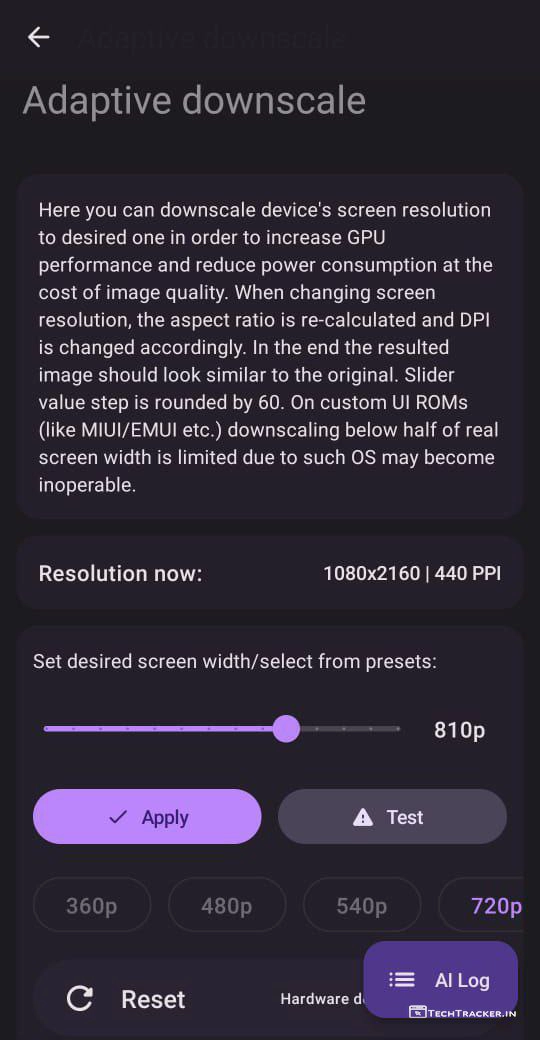 Adaptive downscale
Adaptive downscale
Here you can downscale device's screen resolution
to desired one in order to increase GPU
performance and reduce power consumption at the
cost of image quality. When changing screen
resolution, the aspect ratio is re-calculated and DPI
is changed accordingly. In the end the resulted
image should look similar to the original. Slider
value step is rounded by 60. On custom UI ROMs
(like MIUI/EMUI etc.) downscaling below half of real
screen width is limited due to such OS may become
inoperable.
Resolution now: 1080x2160 | 440 PPI
Set desired screen width/select from presets:
810p
Apply Test
360p 480p 540p 720p
Reset Hardware AI Log
TECHTRACKER.IN